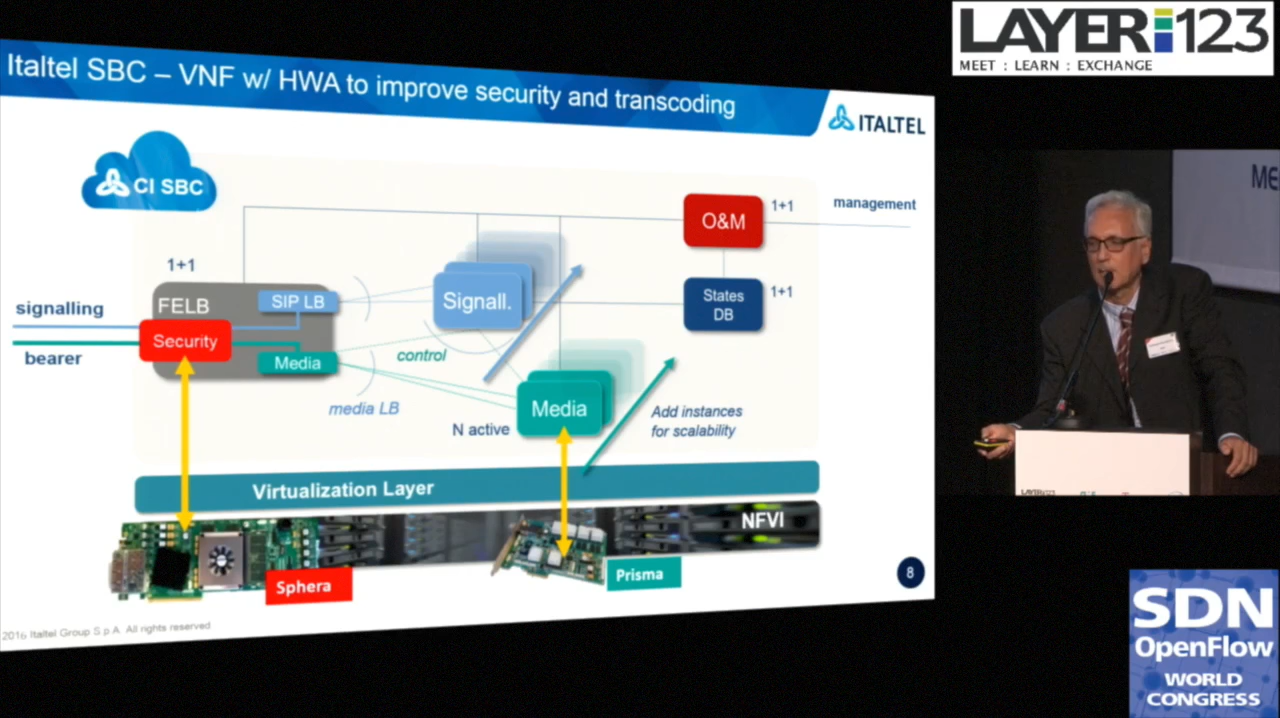 LAYER123
MEET : LEARN : EXCHANGE
Italtel SBC – VNF w/ HWA to improve security and transcoding
ITALTEL
CI SBC
1+1
signalling
bearer
FELB
SIP LB
Security
Media
control
media LB
Signall.
Media
N active
O&M
1+1
management
States
DB
1+1
Add instances
for scalability
Virtualization Layer
NFVI
Sphera
Prisma
8
2016 Italtel Group S.p.A. All rights reserved
ME
LAYER123
SDN
OpenFlow
WORLD
CONGRESS